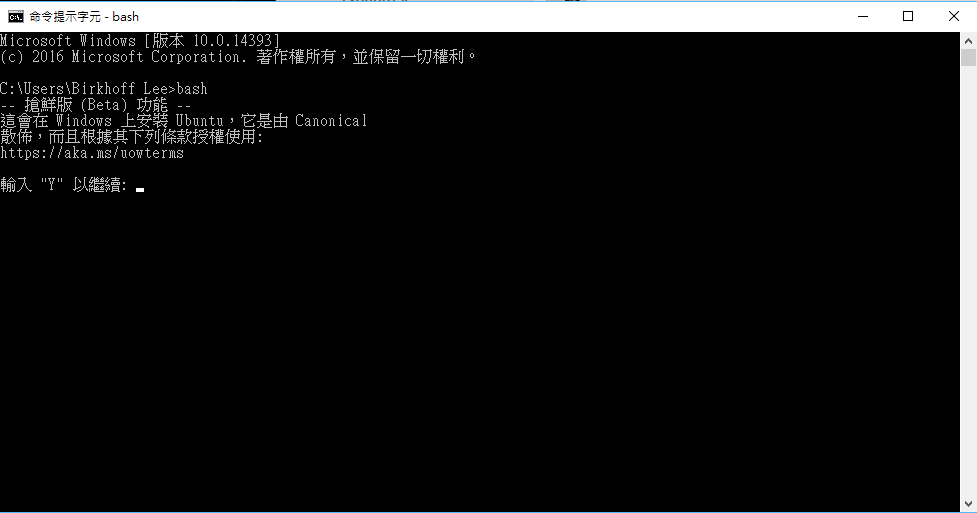 命令提示字元 - bash
Microsoft Windows [版本 10.0.14393]
(c) 2016 Microsoft Corporation. 著作權所有，並保留一切權利。
C:\Users\Birkhoff Lee>bash
-- 搶鮮版 (Beta) 功能 --
這會在 Windows 上安裝 Ubuntu，它是由 Canonical
散佈，而且根據其下列條款授權使用:
https://aka.ms/uowterms
輸入 "Y" 以繼續: